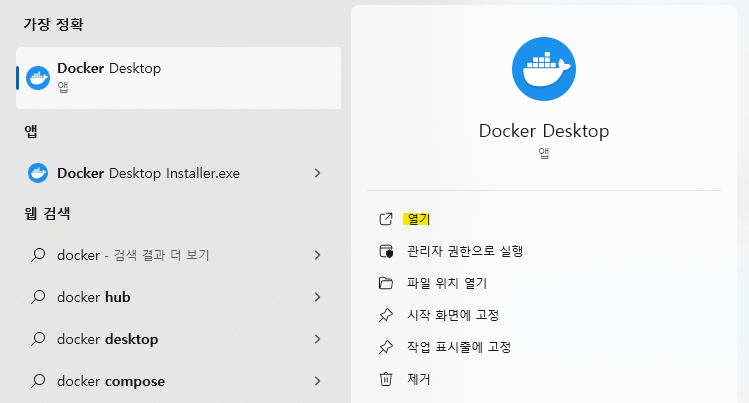 가장 정확
Docker Desktop
앱
앱
Docker Desktop Installer.exe
웹 검색
docker - 검색 결과 더 보기
docker hub
docker desktop
docker compose
Docker Desktop
앱
열기
관리자 권한으로 실행
파일 위치 열기
시작 화면에 고정
작업 표시줄에 고정
제거